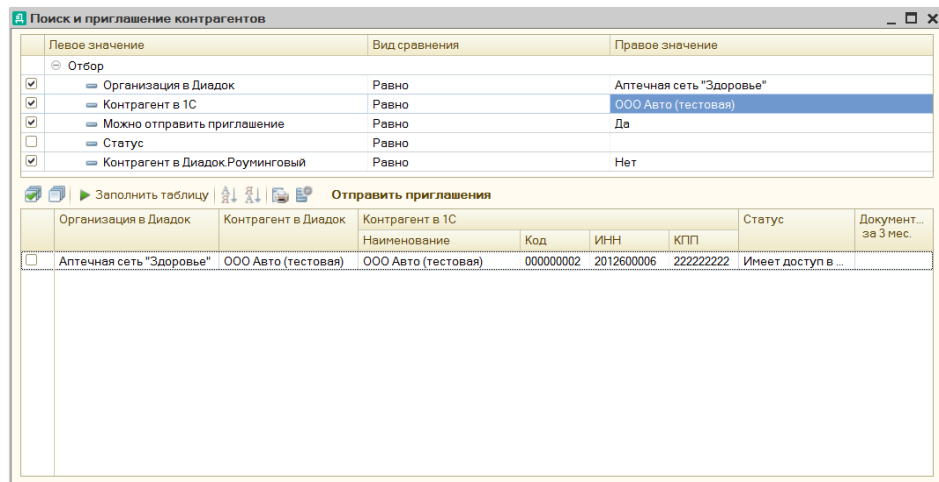 Поиск и приглашение контрагентов
Левое значение Вид сравнения Правое значение
Отбор
Организация в Диадок Равно Аптечная сеть "Здоровье"
Контрагент в 1С Равно ООО Авто (тестовая)
Можно отправить приглашение Равно Да
Статус Равно
Контрагент в Диадок.Роуминговый Равно Нет
Заполнить таблицу Отправить приглашения
Организация в Диадок Контрагент в Диадок Контрагент в 1С Статус Документ...
Наименование Код ИНН КПП за 3 мес.
Аптечная сеть "Здоровье" ООО Авто (тестовая) ООО Авто (тестовая) 000000002 2012600006 222222222 Имеет доступ в ...